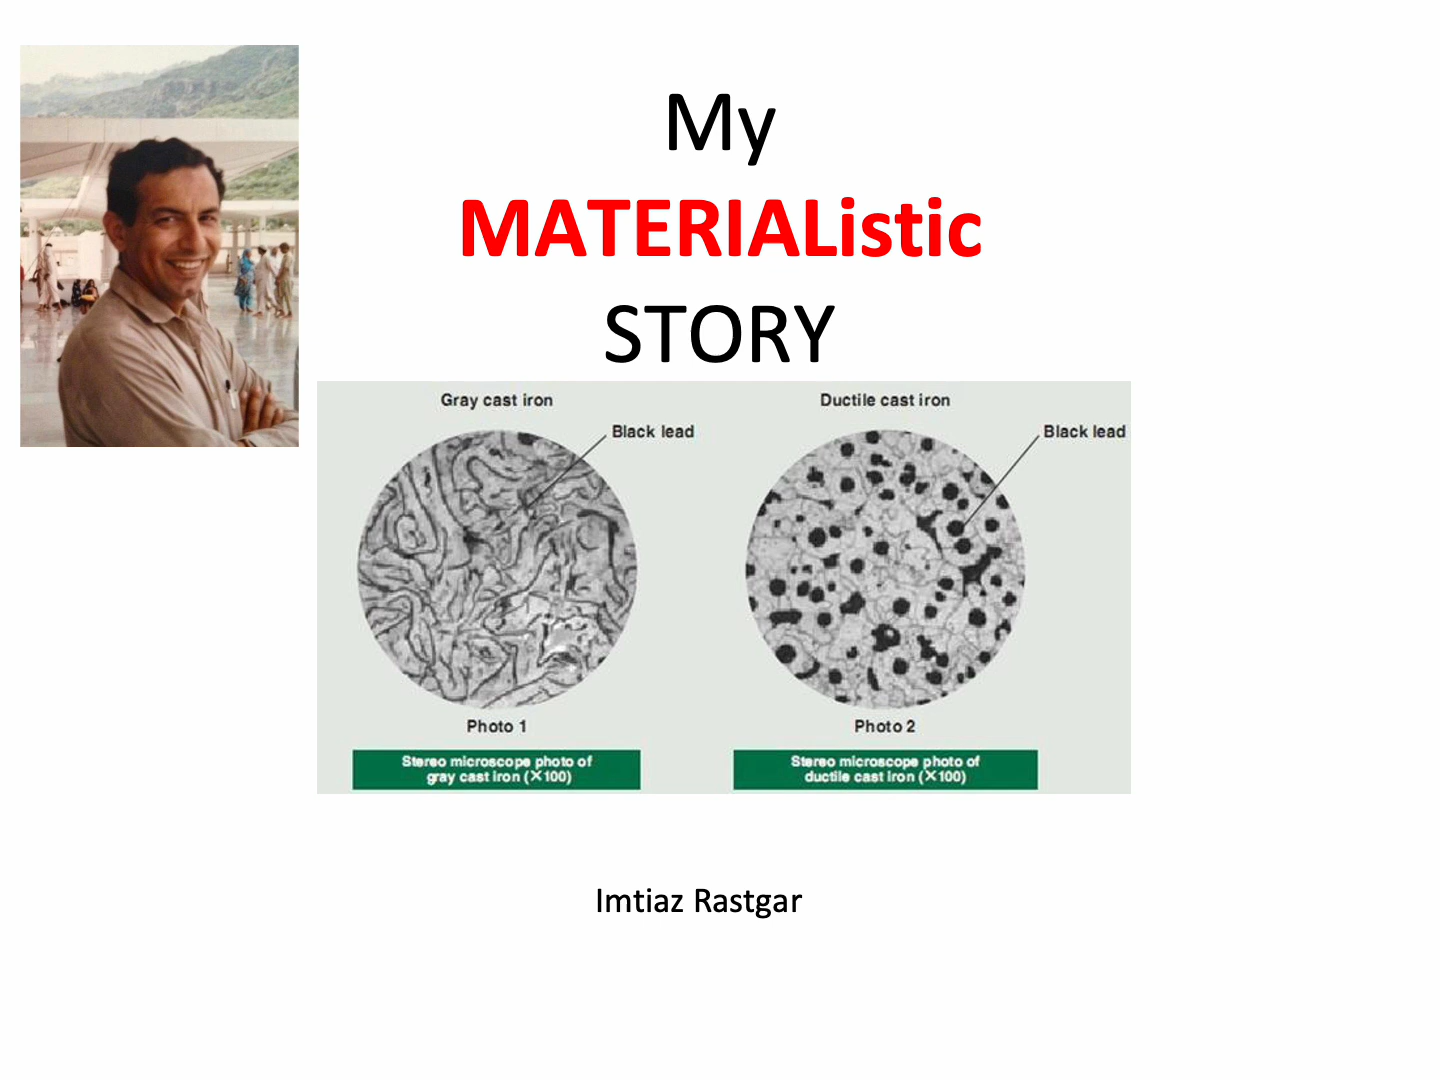 My
MATERIAListic
STORY
Gray cast iron
Ductile cast iron
Black lead
Black lead
Photo 1
Photo 2
Stereo microscope photo of
gray cast iron (×100)
Stereo microscope photo of
ductile cast iron (×100)
Imtiaz Rastgar